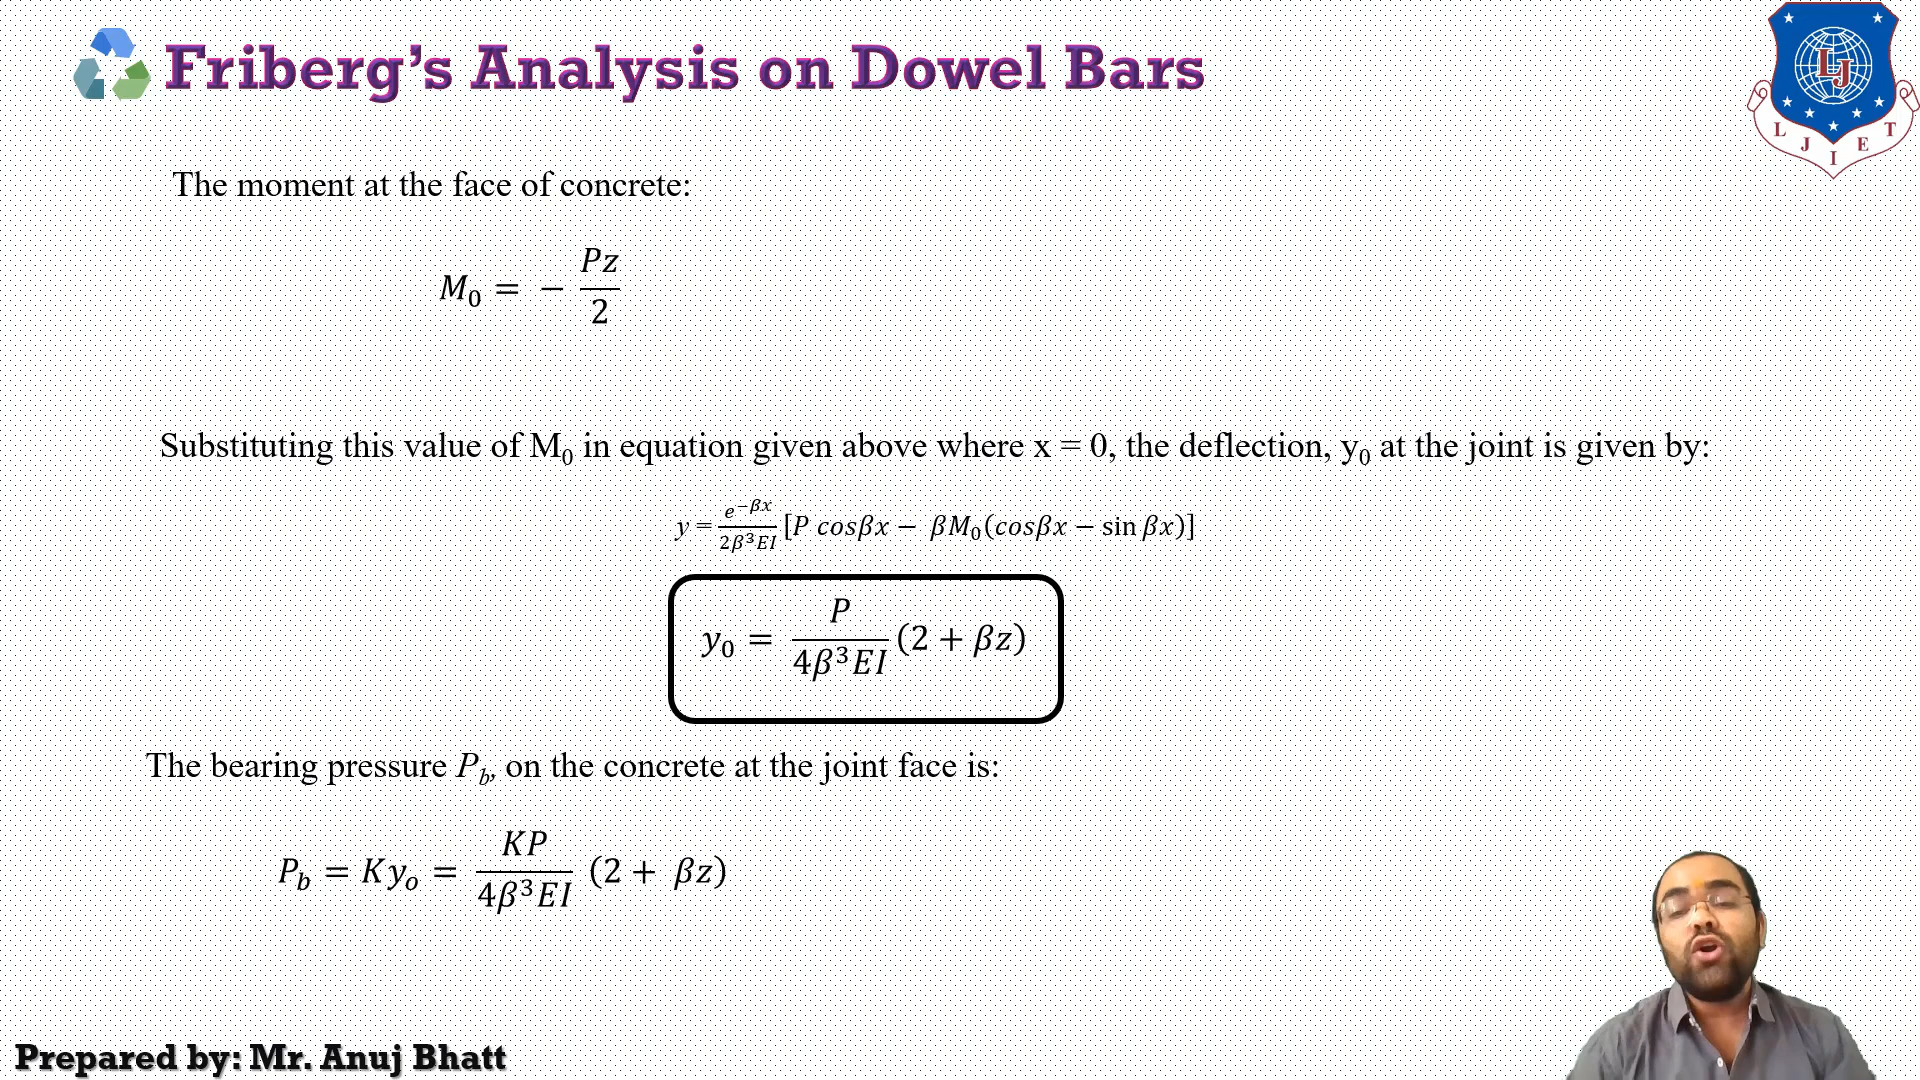 Friberg's Analysis on Dowel Bars
LJ
L J I E T
The moment at the face of concrete:
M₀ = − Pz/2
Substituting this value of M₀ in equation given above where x = 0, the deflection, y₀ at the joint is given by:
y = e^(−βx)/(2β³EI) [P cosβx − βM₀(cosβx − sin βx)]
y₀ = P/(4β³EI) (2 + βz)
The bearing pressure P_b, on the concrete at the joint face is:
P_b = Ky_o = KP/(4β³EI) (2 + βz)
Prepared by: Mr. Anuj Bhatt